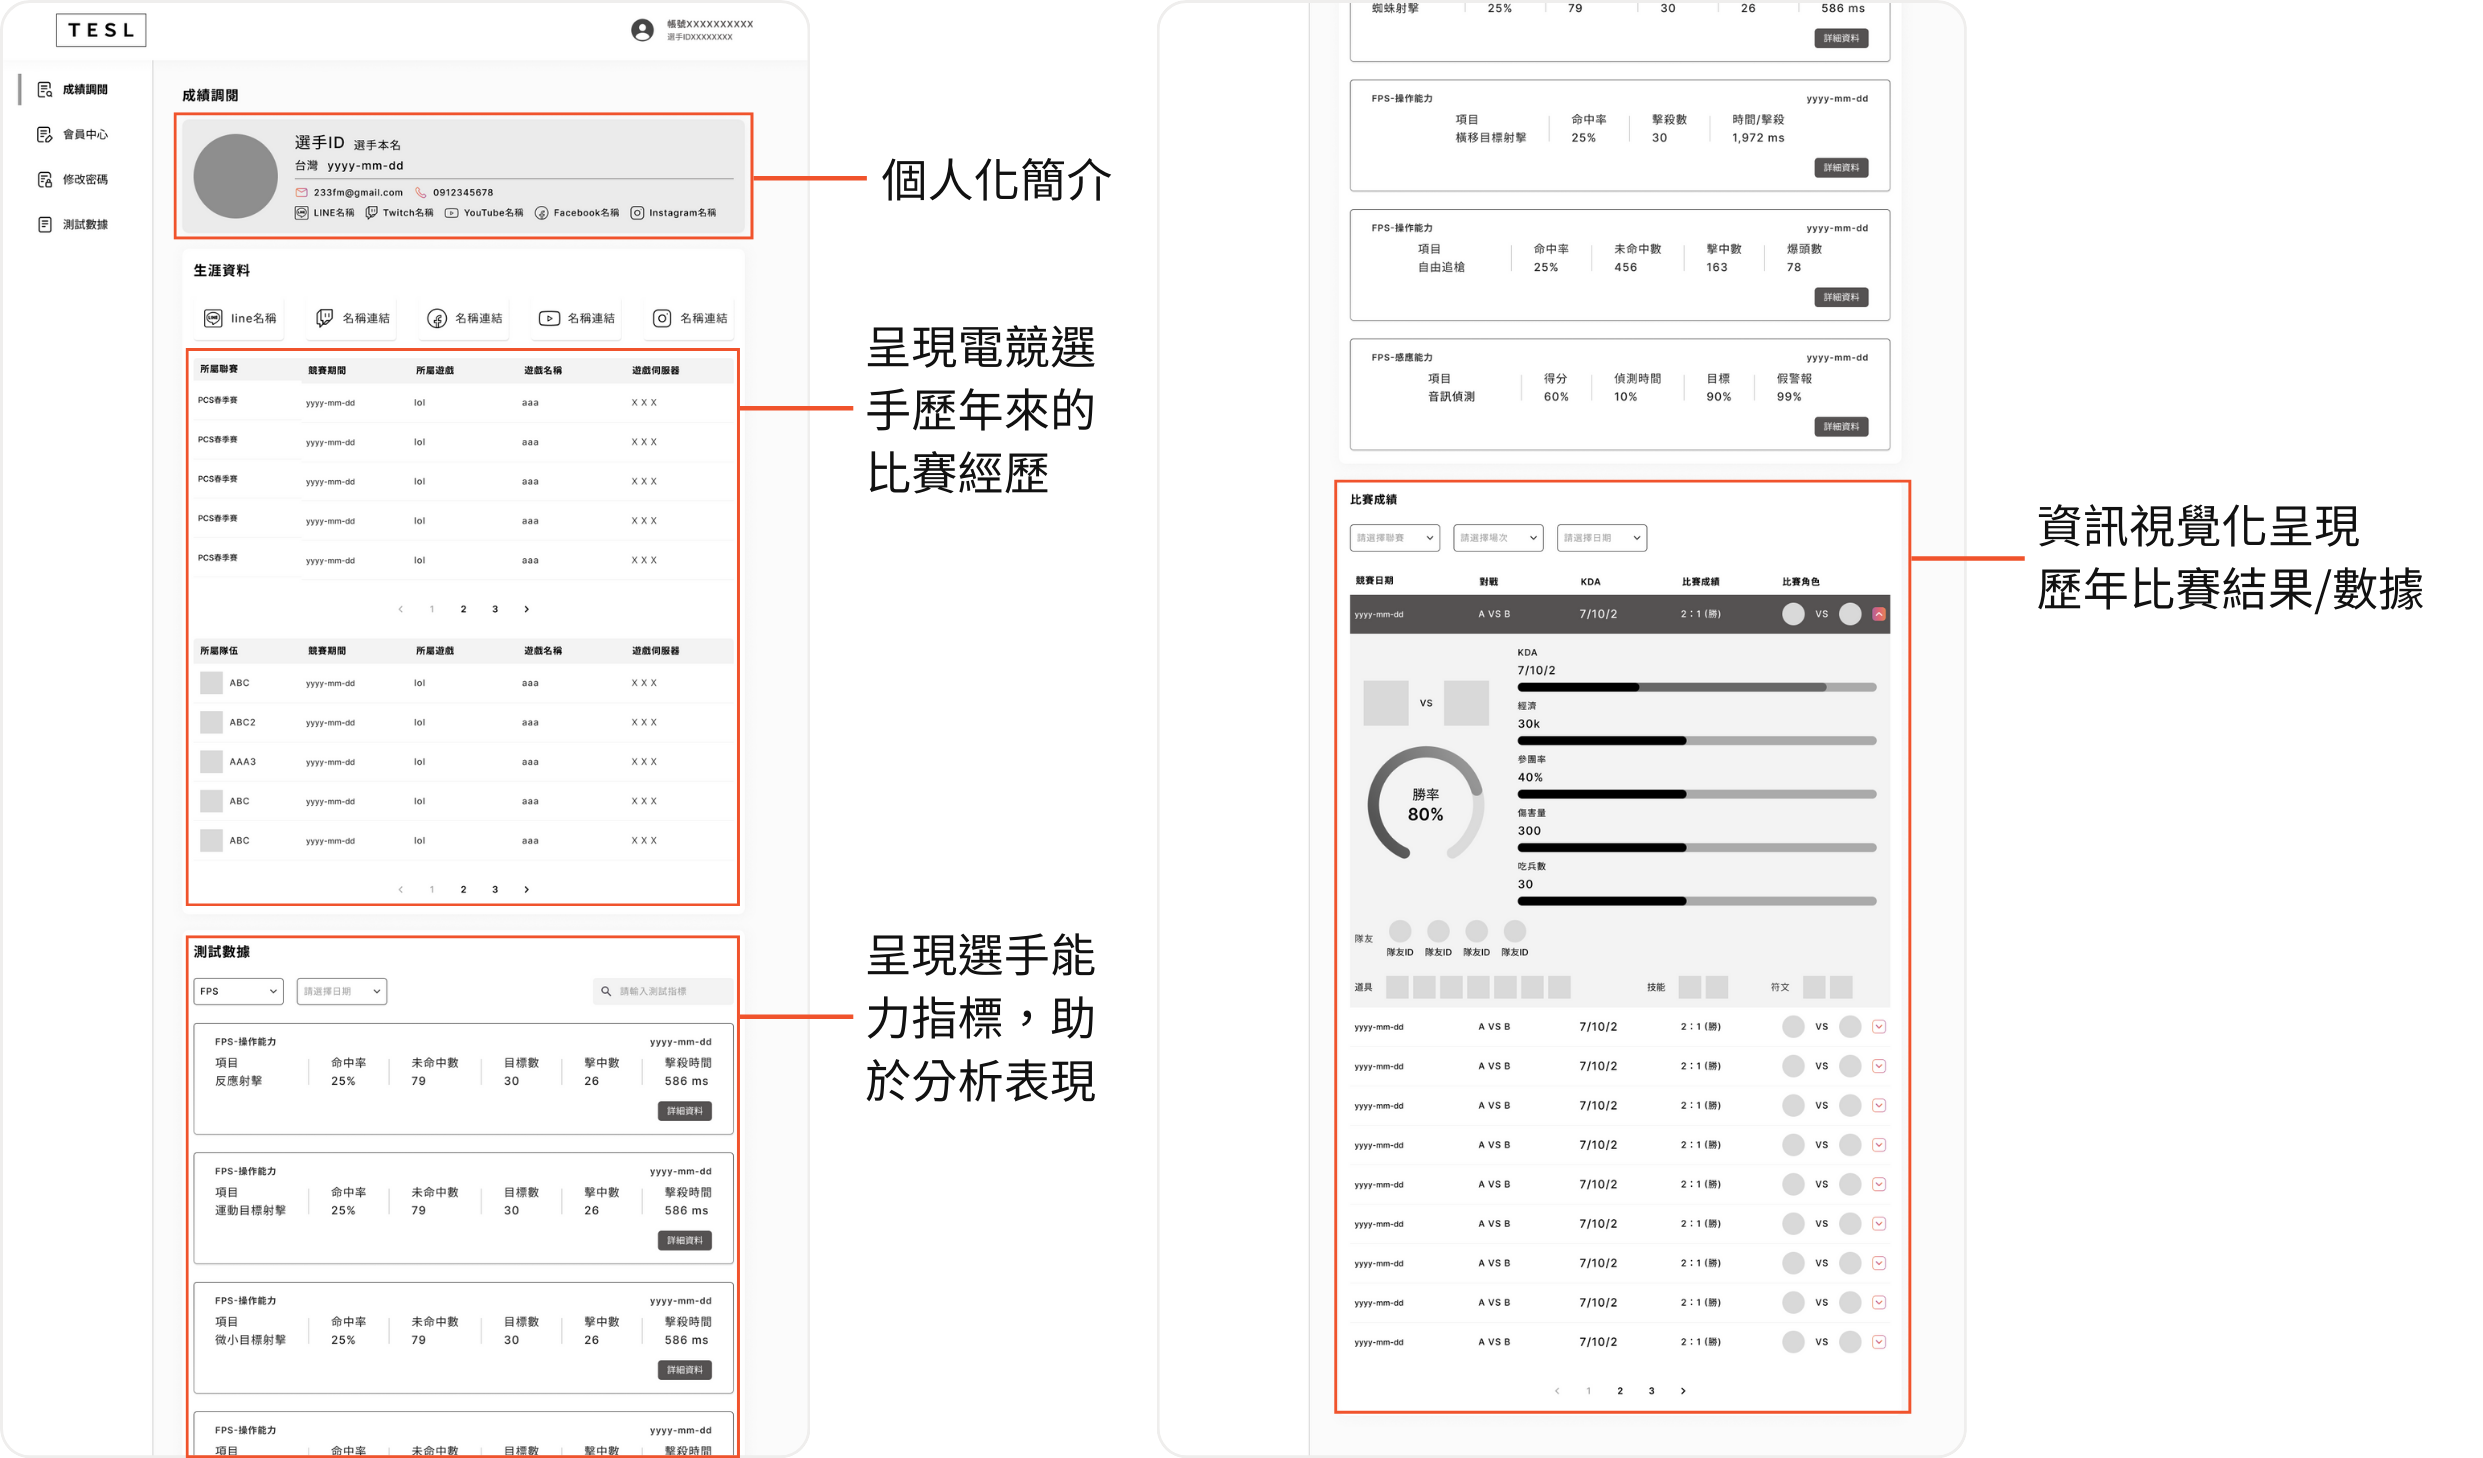 TESL
帳號XXXXXXXXXX
選手IDXXXXXXXX
成績調閱
會員中心
修改密碼
測試數據
成績調閱
選手ID 選手本名
台灣 yyyy-mm-dd
233fm@gmail.com 0912345678
LINE名稱 Twitch名稱 YouTube名稱 Facebook名稱 Instagram名稱
個人化簡介
生涯資料
line名稱 名稱連結 名稱連結 名稱連結 名稱連結
所屬聯賽 競賽期間 所屬遊戲 遊戲名稱 遊戲伺服器
PCS春季賽 yyyy-mm-dd lol aaa X X X
PCS春季賽 yyyy-mm-dd lol aaa X X X
PCS春季賽 yyyy-mm-dd lol aaa X X X
PCS春季賽 yyyy-mm-dd lol aaa X X X
PCS春季賽 yyyy-mm-dd lol aaa X X X
< 1 2 3 >
呈現電競選
手歷年來的
比賽經歷
所屬隊伍 競賽期間 所屬遊戲 遊戲名稱 遊戲伺服器
ABC yyyy-mm-dd lol aaa X X X
ABC2 yyyy-mm-dd lol aaa X X X
AAA3 yyyy-mm-dd lol aaa X X X
ABC yyyy-mm-dd lol aaa X X X
ABC yyyy-mm-dd lol aaa X X X
< 1 2 3 >
測試數據
FPS 請選擇日期 請輸入測試指標
FPS-操作能力 yyyy-mm-dd
項目 命中率 未命中數 目標數 擊中數 擊殺時間
反應射擊 25% 79 30 26 586 ms
詳細資料
FPS-操作能力 yyyy-mm-dd
項目 命中率 未命中數 目標數 擊中數 擊殺時間
運動目標射擊 25% 79 30 26 586 ms
詳細資料
FPS-操作能力 yyyy-mm-dd
項目 命中率 未命中數 目標數 擊中數 擊殺時間
微小目標射擊 25% 79 30 26 586 ms
詳細資料
FPS-操作能力 yyyy-mm-dd
項目 命中率 未命中數 目標數 擊中數 擊殺時間
呈現選手能
力指標，助
於分析表現
蜘蛛射擊 25% 79 30 26 586 ms
詳細資料
FPS-操作能力 yyyy-mm-dd
項目 命中率 擊殺數 時間/擊殺
橫移目標射擊 25% 30 1,972 ms
詳細資料
FPS-操作能力 yyyy-mm-dd
項目 命中率 未命中數 擊中數 爆頭數
自由追槍 25% 456 163 78
詳細資料
FPS-感應能力 yyyy-mm-dd
項目 得分 偵測時間 目標 假警報
音訊偵測 60% 10% 90% 99%
詳細資料
比賽成績
請選擇聯賽 請選擇場次 請選擇日期
競賽日期 對戰 KDA 比賽成績 比賽角色
yyyy-mm-dd A VS B 7/10/2 2：1 (勝) VS
VS
勝率
80%
KDA
7/10/2
經濟
30k
參團率
40%
傷害量
300
吃兵數
30
隊友 隊友ID 隊友ID 隊友ID 隊友ID
道具 技能 符文
yyyy-mm-dd A VS B 7/10/2 2：1 (勝) VS
yyyy-mm-dd A VS B 7/10/2 2：1 (勝) VS
yyyy-mm-dd A VS B 7/10/2 2：1 (勝) VS
yyyy-mm-dd A VS B 7/10/2 2：1 (勝) VS
yyyy-mm-dd A VS B 7/10/2 2：1 (勝) VS
yyyy-mm-dd A VS B 7/10/2 2：1 (勝) VS
yyyy-mm-dd A VS B 7/10/2 2：1 (勝) VS
yyyy-mm-dd A VS B 7/10/2 2：1 (勝) VS
yyyy-mm-dd A VS B 7/10/2 2：1 (勝) VS
< 1 2 3 >
資訊視覺化呈現
歷年比賽結果/數據